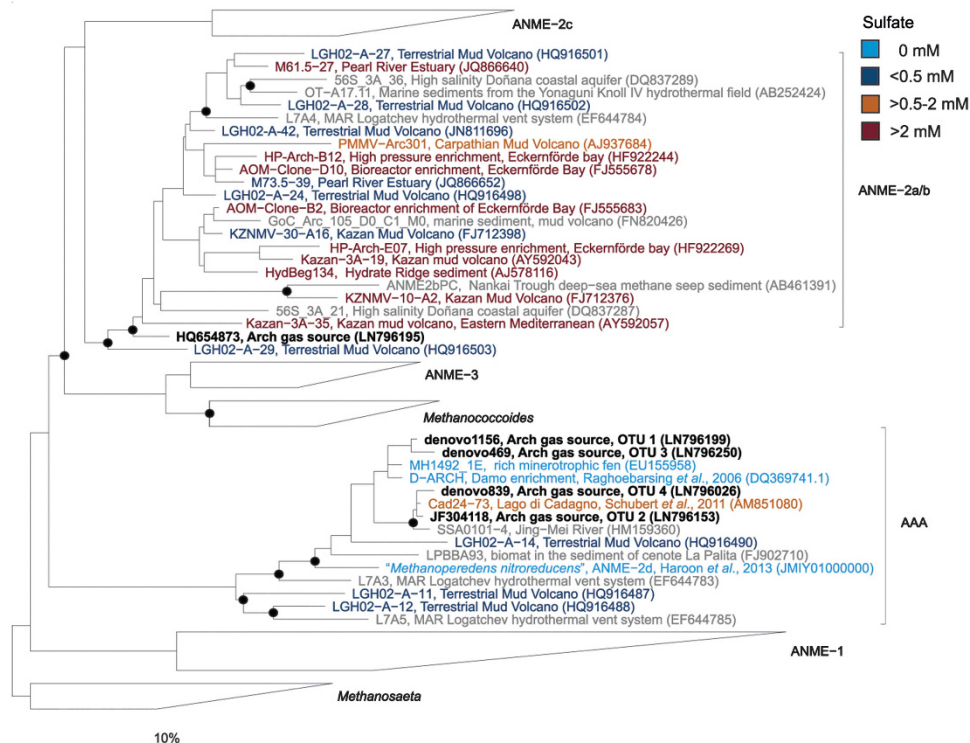 ANME−2c
Sulfate
0 mM
<0.5 mM
>0.5−2 mM
>2 mM
LGH02−A−27, Terrestrial Mud Volcano (HQ916501)
M61.5−27, Pearl River Estuary (JQ866640)
56S_3A_36, High salinity Doñana coastal aquifer (DQ837289)
OT−A17.11, Marine sediments from the Yonaguni Knoll IV hydrothermal field (AB252424)
LGH02−A−28, Terrestrial Mud Volcano (HQ916502)
L7A4, MAR Logatchev hydrothermal vent system (EF644784)
LGH02-A-42, Terrestrial Mud Volcano (JN811696)
PMMV−Arc301, Carpathian Mud Volcano (AJ937684)
HP−Arch−B12, High pressure enrichment, Eckernförde bay (HF922244)
AOM−Clone−D10, Bioreactor enrichment, Eckernförde Bay (FJ555678)
M73.5−39, Pearl River Estuary (JQ866652)
LGH02−A−24, Terrestrial Mud Volcano (HQ916498)
ANME−2a/b
AOM−Clone−B2, Bioreactor enrichment of Eckernförde Bay (FJ555683)
GoC_Arc_105_D0_C1_M0, marine sediment, mud volcano (FN820426)
KZNMV−30−A16, Kazan Mud Volcano (FJ712398)
HP−Arch−E07, High pressure enrichment, Eckernförde bay (HF922269)
Kazan−3A−19, Kazan mud volcano (AY592043)
HydBeg134, Hydrate Ridge sediment (AJ578116)
ANME2bPC, Nankai Trough deep−sea methane seep sediment (AB461391)
KZNMV−10−A2, Kazan Mud Volcano (FJ712376)
56S_3A_21, High salinity Doñana coastal aquifer (DQ837287)
Kazan−3A−35, Kazan mud volcano, Eastern Mediterranean (AY592057)
HQ654873, Arch gas source (LN796195)
LGH02−A−29, Terrestrial Mud Volcano (HQ916503)
ANME−3
Methanococcoides
denovo1156, Arch gas source, OTU 1 (LN796199)
denovo469, Arch gas source, OTU 3 (LN796250)
MH1492_1E, rich minerotrophic fen (EU155958)
D−ARCH, Damo enrichment, Raghoebarsing et al., 2006 (DQ369741.1)
denovo839, Arch gas source, OTU 4 (LN796026)
Cad24−73, Lago di Cadagno, Schubert et al., 2011 (AM851080)
JF304118, Arch gas source, OTU 2 (LN796153)
SSA0101−4, Jing−Mei River (HM159360)
AAA
LGH02−A−14, Terrestrial Mud Volcano (HQ916490)
LPBBA93, biomat in the sediment of cenote La Palita (FJ902710)
"Methanoperedens nitroreducens", ANME−2d, Haroon et al., 2013 (JMIY01000000)
L7A3, MAR Logatchev hydrothermal vent system (EF644783)
LGH02−A−11, Terrestrial Mud Volcano (HQ916487)
LGH02−A−12, Terrestrial Mud Volcano (HQ916488)
L7A5, MAR Logatchev hydrothermal vent system (EF644785)
ANME−1
Methanosaeta
10%